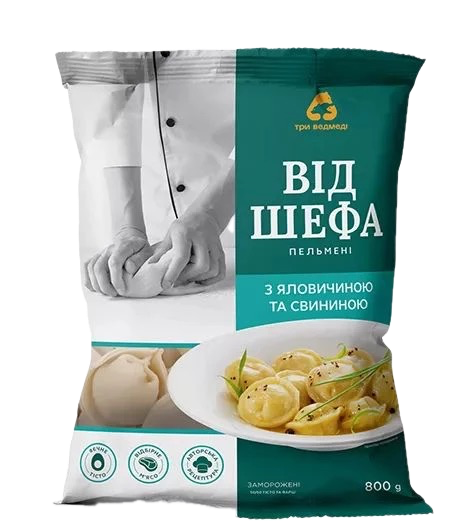 три ведмеді
ВІД
ШЕФА
ПЕЛЬМЕНІ
З ЯЛОВИЧИНОЮ
ТА СВИНИНОЮ
ЯЄЧНЕ
ТІСТО
ВІДБІРНЕ
М'ЯСО
АВТОРСЬКА
РЕЦЕПТУРА
ЗАМОРОЖЕНІ
800 g